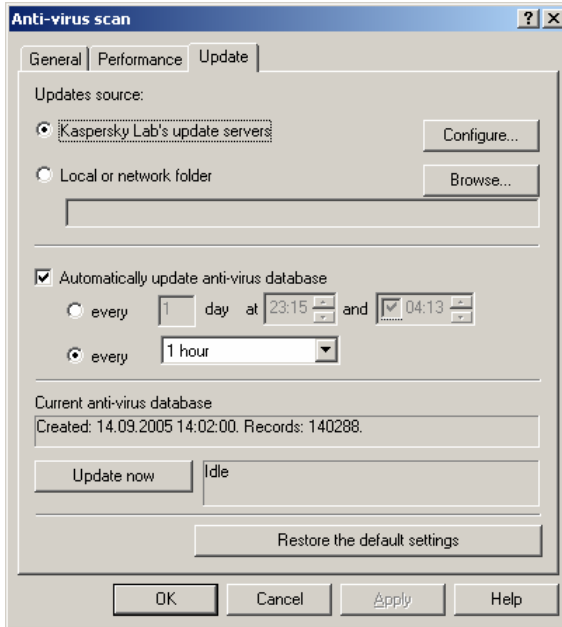 Anti-virus scan
General Performance Update
Updates source:
Kaspersky Lab's update servers
Configure...
Local or network folder
Browse...
Automatically update anti-virus database
every 1 day at 23:15 and 04:13
every 1 hour
Current anti-virus database
Created: 14.09.2005 14:02:00. Records: 140288.
Update now Idle
Restore the default settings
OK Cancel Apply Help